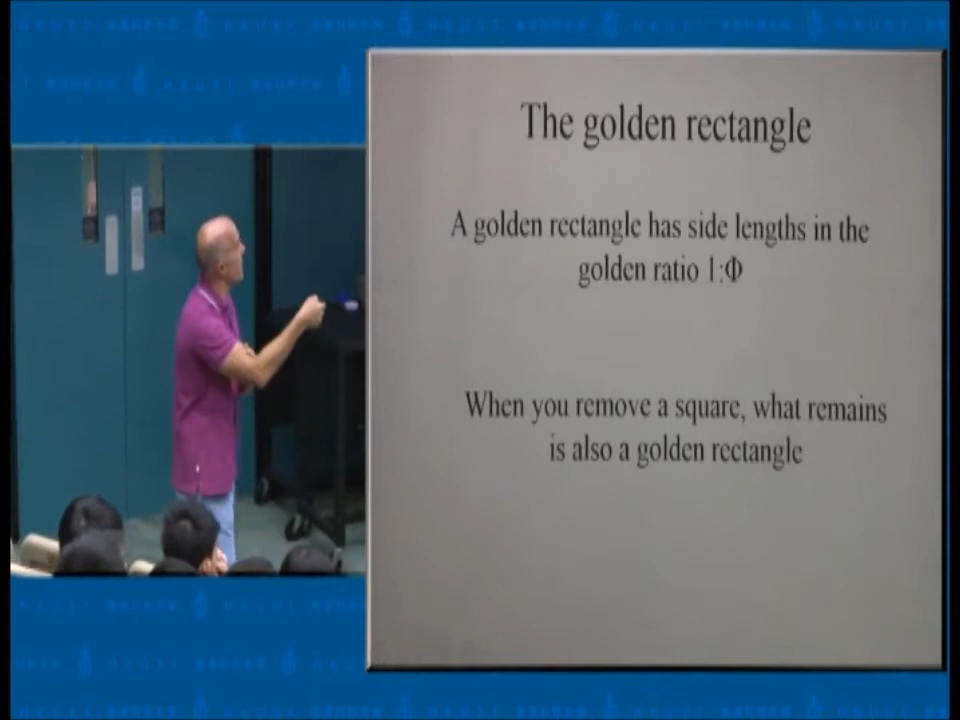 The golden rectangle
A golden rectangle has side lengths in the
golden ratio 1:Φ
When you remove a square, what remains
is also a golden rectangle